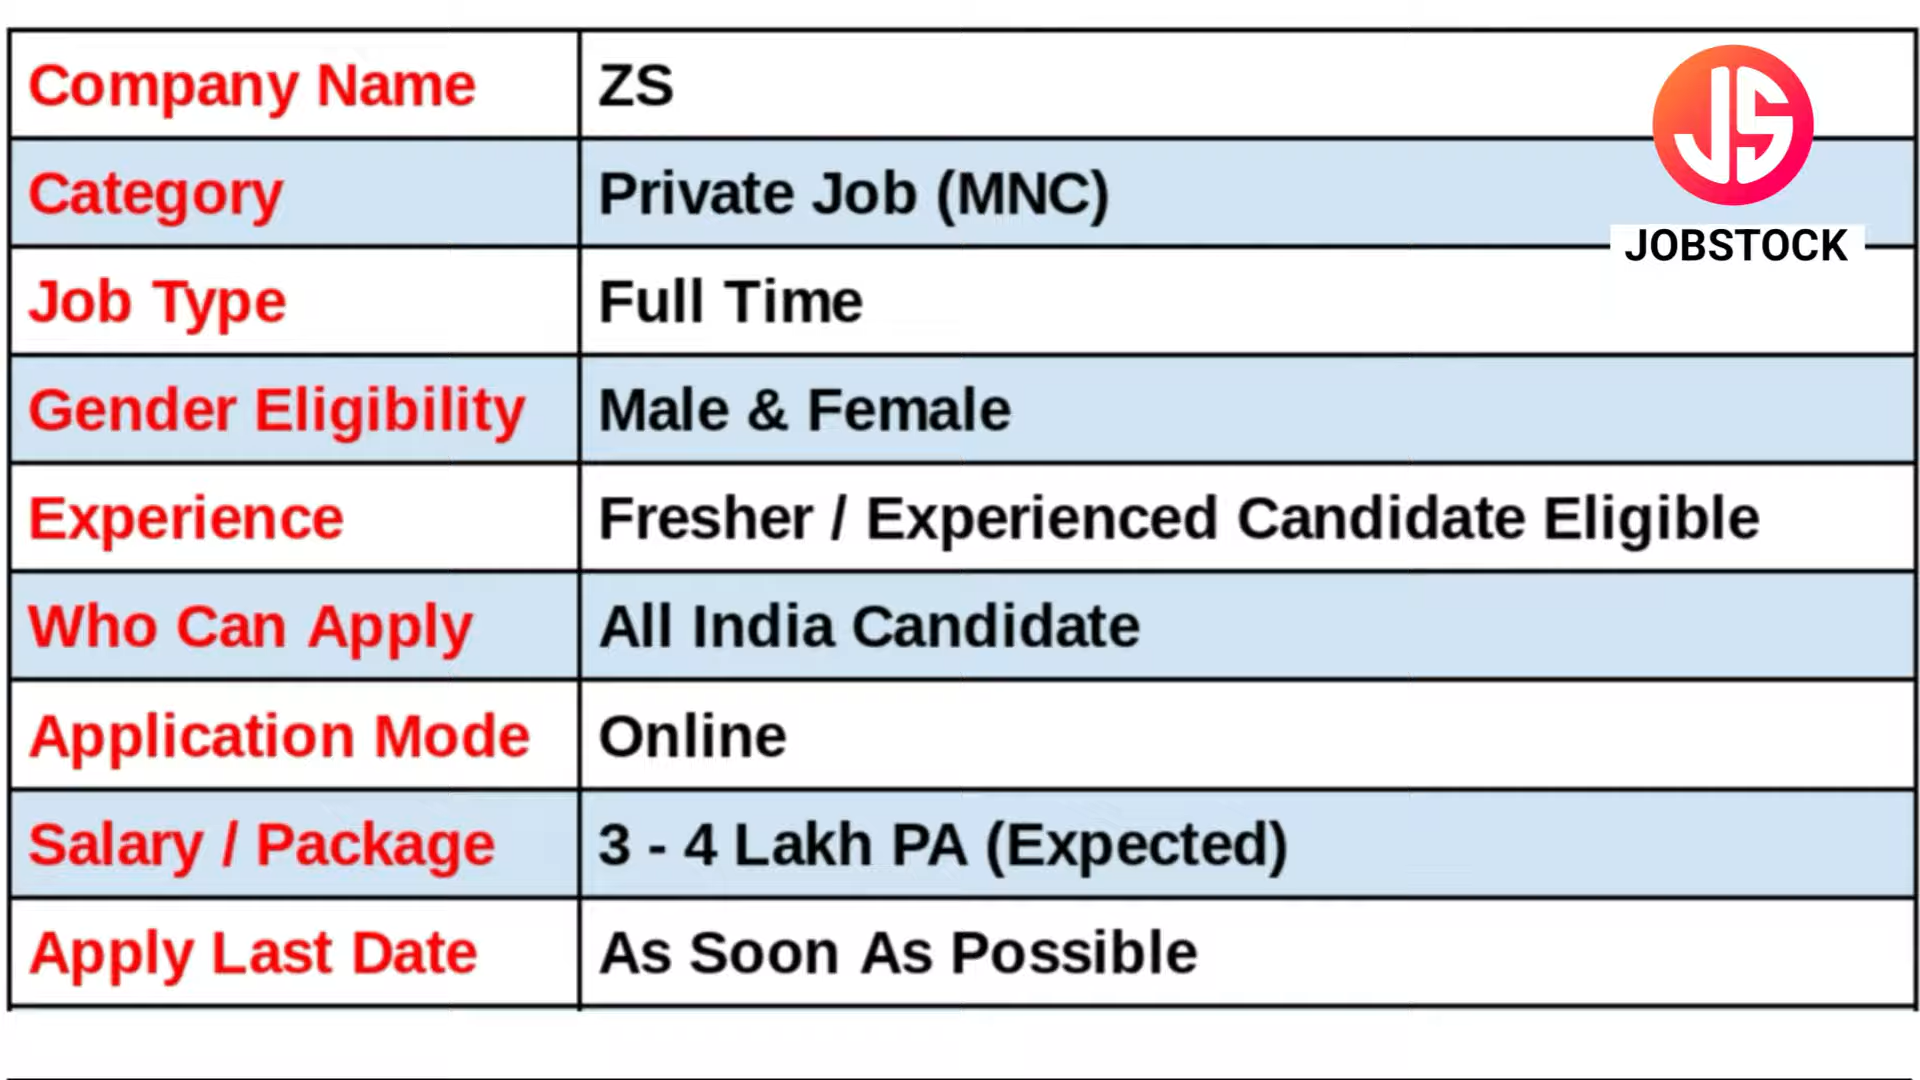 Company Name ZS
Category Private Job (MNC)
JOBSTOCK
Job Type Full Time
Gender Eligibility Male & Female
Experience Fresher / Experienced Candidate Eligible
Who Can Apply All India Candidate
Application Mode Online
Salary / Package 3 - 4 Lakh PA (Expected)
Apply Last Date As Soon As Possible